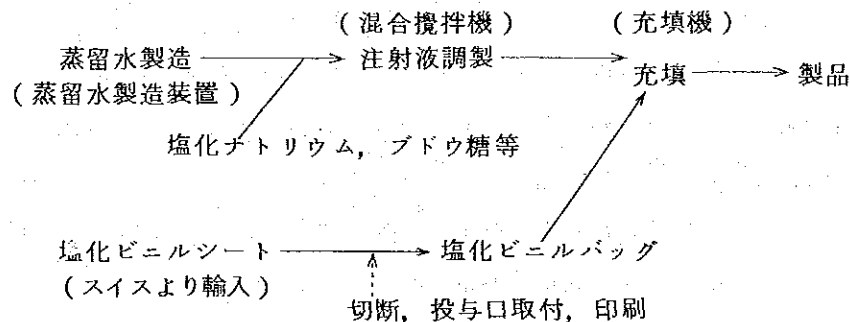 (混合攪拌機) (充填機)
蒸留水製造 注射液調製 充填 製品
(蒸留水製造装置)
塩化ナトリウム, ブドウ糖等
塩化ビニルシート 塩化ビニルバッグ
(スイスより輸入)
切断, 投与口取付, 印刷